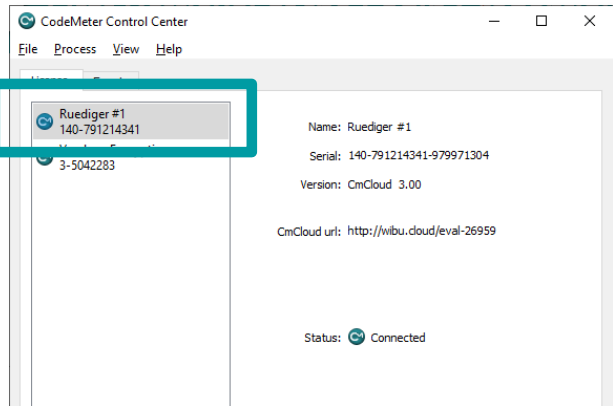 CodeMeter Control Center
File Process View Help
Ruediger #1
140-791214341
3-5042283
Name: Ruediger #1
Serial: 140-791214341-979971304
Version: CmCloud 3.00
CmCloud url: http://wibu.cloud/eval-26959
Status: Connected